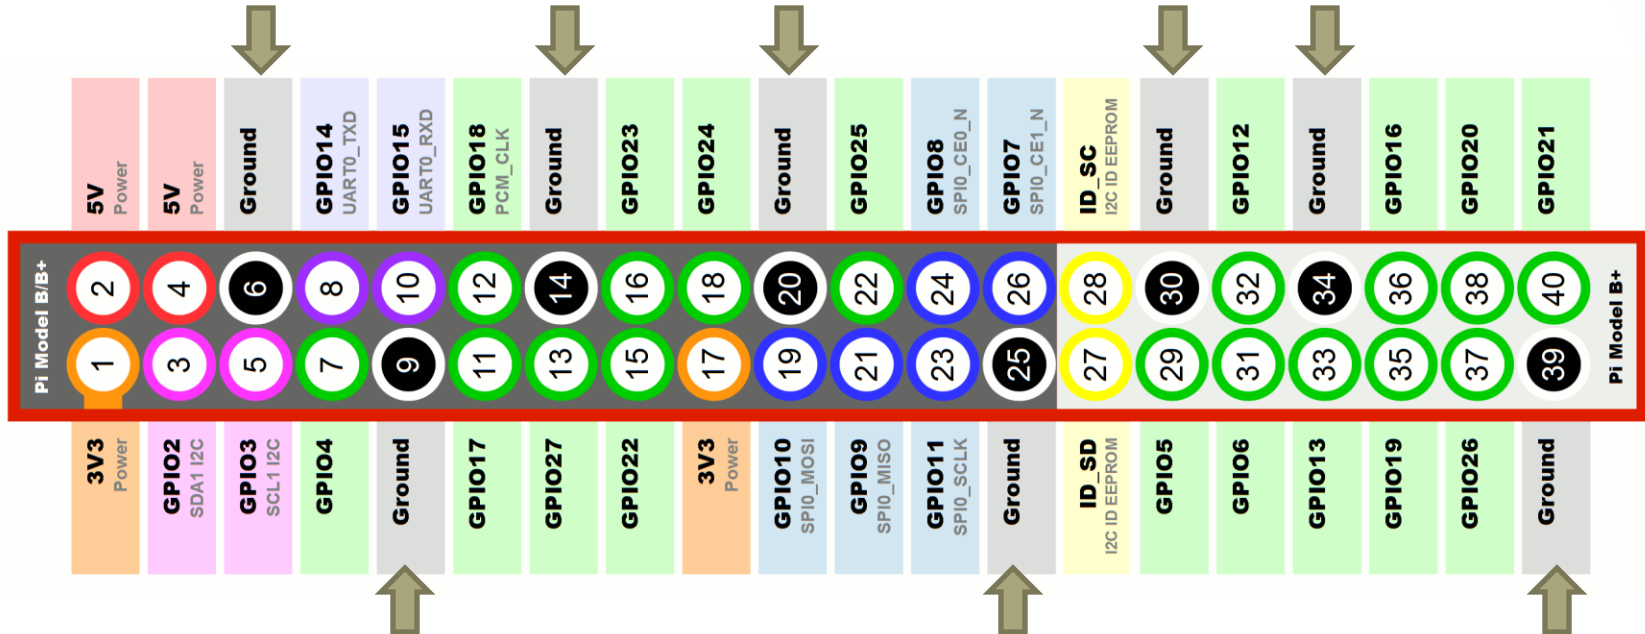 5V
Power
5V
Power
Ground
GPIO14
UART0_TXD
GPIO15
UART0_RXD
GPIO18
PCM_CLK
Ground
GPIO23
GPIO24
Ground
GPIO25
GPIO8
SPI0_CE0_N
GPIO7
SPI0_CE1_N
ID_SC
I2C ID EEPROM
Ground
GPIO12
Ground
GPIO16
GPIO20
GPIO21
Pi Model B/B+
2 4 6 8 10 12 14 16 18 20 22 24 26 28 30 32 34 36 38 40
1 3 5 7 9 11 13 15 17 19 21 23 25 27 29 31 33 35 37 39
Pi Model B+
3V3
Power
GPIO2
SDA1 I2C
GPIO3
SCL1 I2C
GPIO4
Ground
GPIO17
GPIO27
GPIO22
3V3
Power
GPIO10
SPI0_MOSI
GPIO9
SPI0_MISO
GPIO11
SPI0_SCLK
Ground
ID_SD
I2C ID EEPROM
GPIO5
GPIO6
GPIO13
GPIO19
GPIO26
Ground